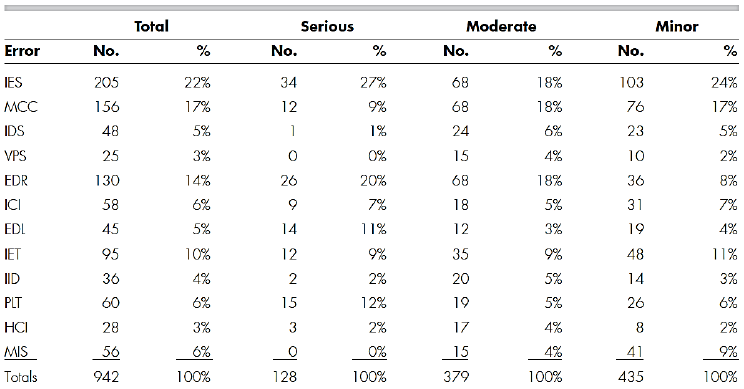 Total Serious Moderate Minor
Error No. % No. % No. % No. %
IES 205 22% 34 27% 68 18% 103 24%
MCC 156 17% 12 9% 68 18% 76 17%
IDS 48 5% 1 1% 24 6% 23 5%
VPS 25 3% 0 0% 15 4% 10 2%
EDR 130 14% 26 20% 68 18% 36 8%
ICI 58 6% 9 7% 18 5% 31 7%
EDL 45 5% 14 11% 12 3% 19 4%
IET 95 10% 12 9% 35 9% 48 11%
IID 36 4% 2 2% 20 5% 14 3%
PLT 60 6% 15 12% 19 5% 26 6%
HCI 28 3% 3 2% 17 4% 8 2%
MIS 56 6% 0 0% 15 4% 41 9%
Totals 942 100% 128 100% 379 100% 435 100%